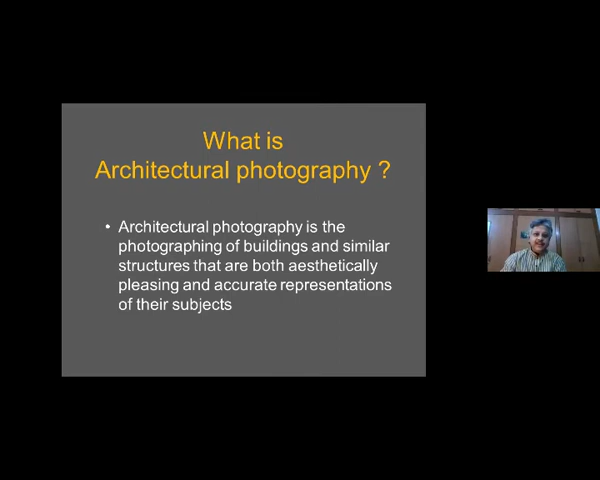 What is
Architectural photography ?
• Architectural photography is the
photographing of buildings and similar
structures that are both aesthetically
pleasing and accurate representations
of their subjects